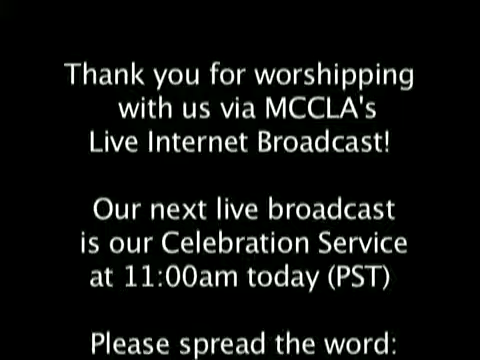 Thank you for worshipping
with us via MCCLA's
Live Internet Broadcast!
Our next live broadcast
is our Celebration Service
at 11:00am today (PST)
Please spread the word: